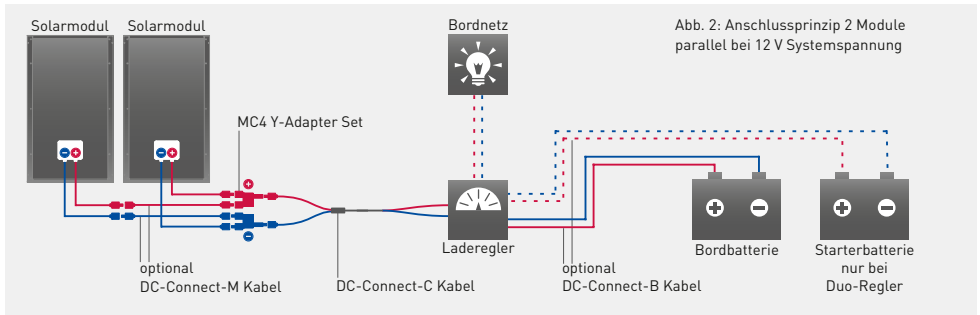 Solarmodul Solarmodul
Bordnetz
Abb. 2: Anschlussprinzip 2 Module
parallel bei 12 V Systemspannung
MC4 Y-Adapter Set
optional
DC-Connect-M Kabel
DC-Connect-C Kabel
Laderegler
optional
DC-Connect-B Kabel
Bordbatterie
Starterbatterie
nur bei
Duo-Regler